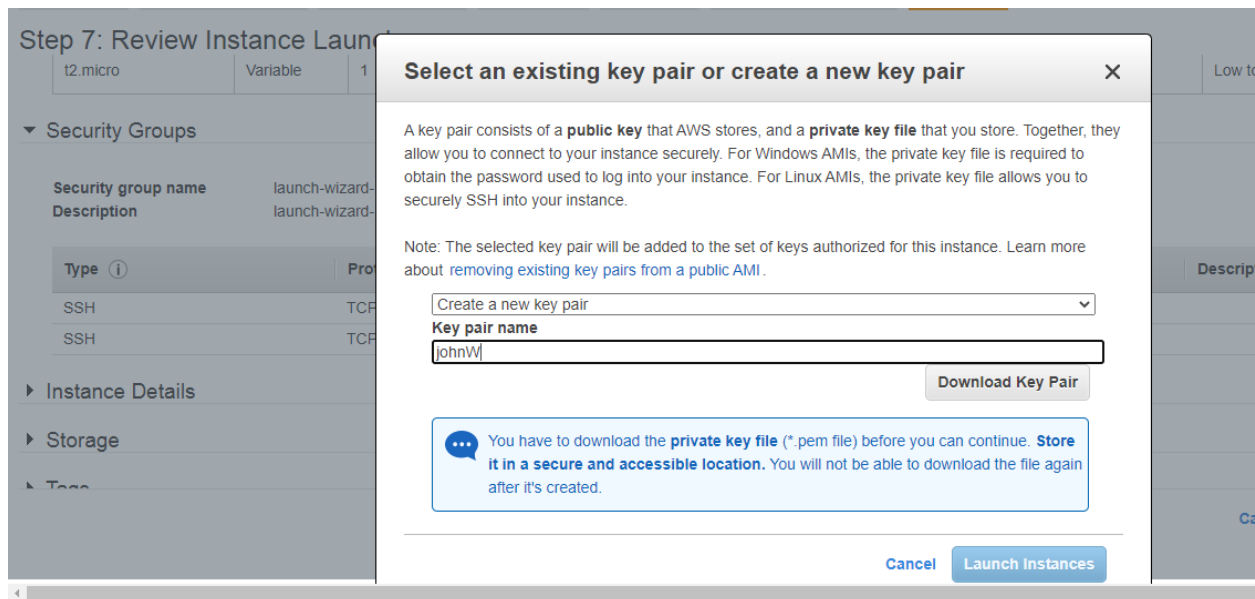 Step 7: Review Instance Launc
t2.micro Variable 1 Low to
Security Groups
Security group name launch-wizard-
Description launch-wizard-
Type i Prot Descrip
SSH TCP
SSH TCP
Instance Details
Storage
Tags
Ca
Select an existing key pair or create a new key pair
A key pair consists of a public key that AWS stores, and a private key file that you store. Together, they
allow you to connect to your instance securely. For Windows AMIs, the private key file is required to
obtain the password used to log into your instance. For Linux AMIs, the private key file allows you to
securely SSH into your instance.
Note: The selected key pair will be added to the set of keys authorized for this instance. Learn more
about removing existing key pairs from a public AMI.
Create a new key pair
Key pair name
johnW
Download Key Pair
You have to download the private key file (*.pem file) before you can continue. Store
it in a secure and accessible location. You will not be able to download the file again
after it's created.
Cancel Launch Instances